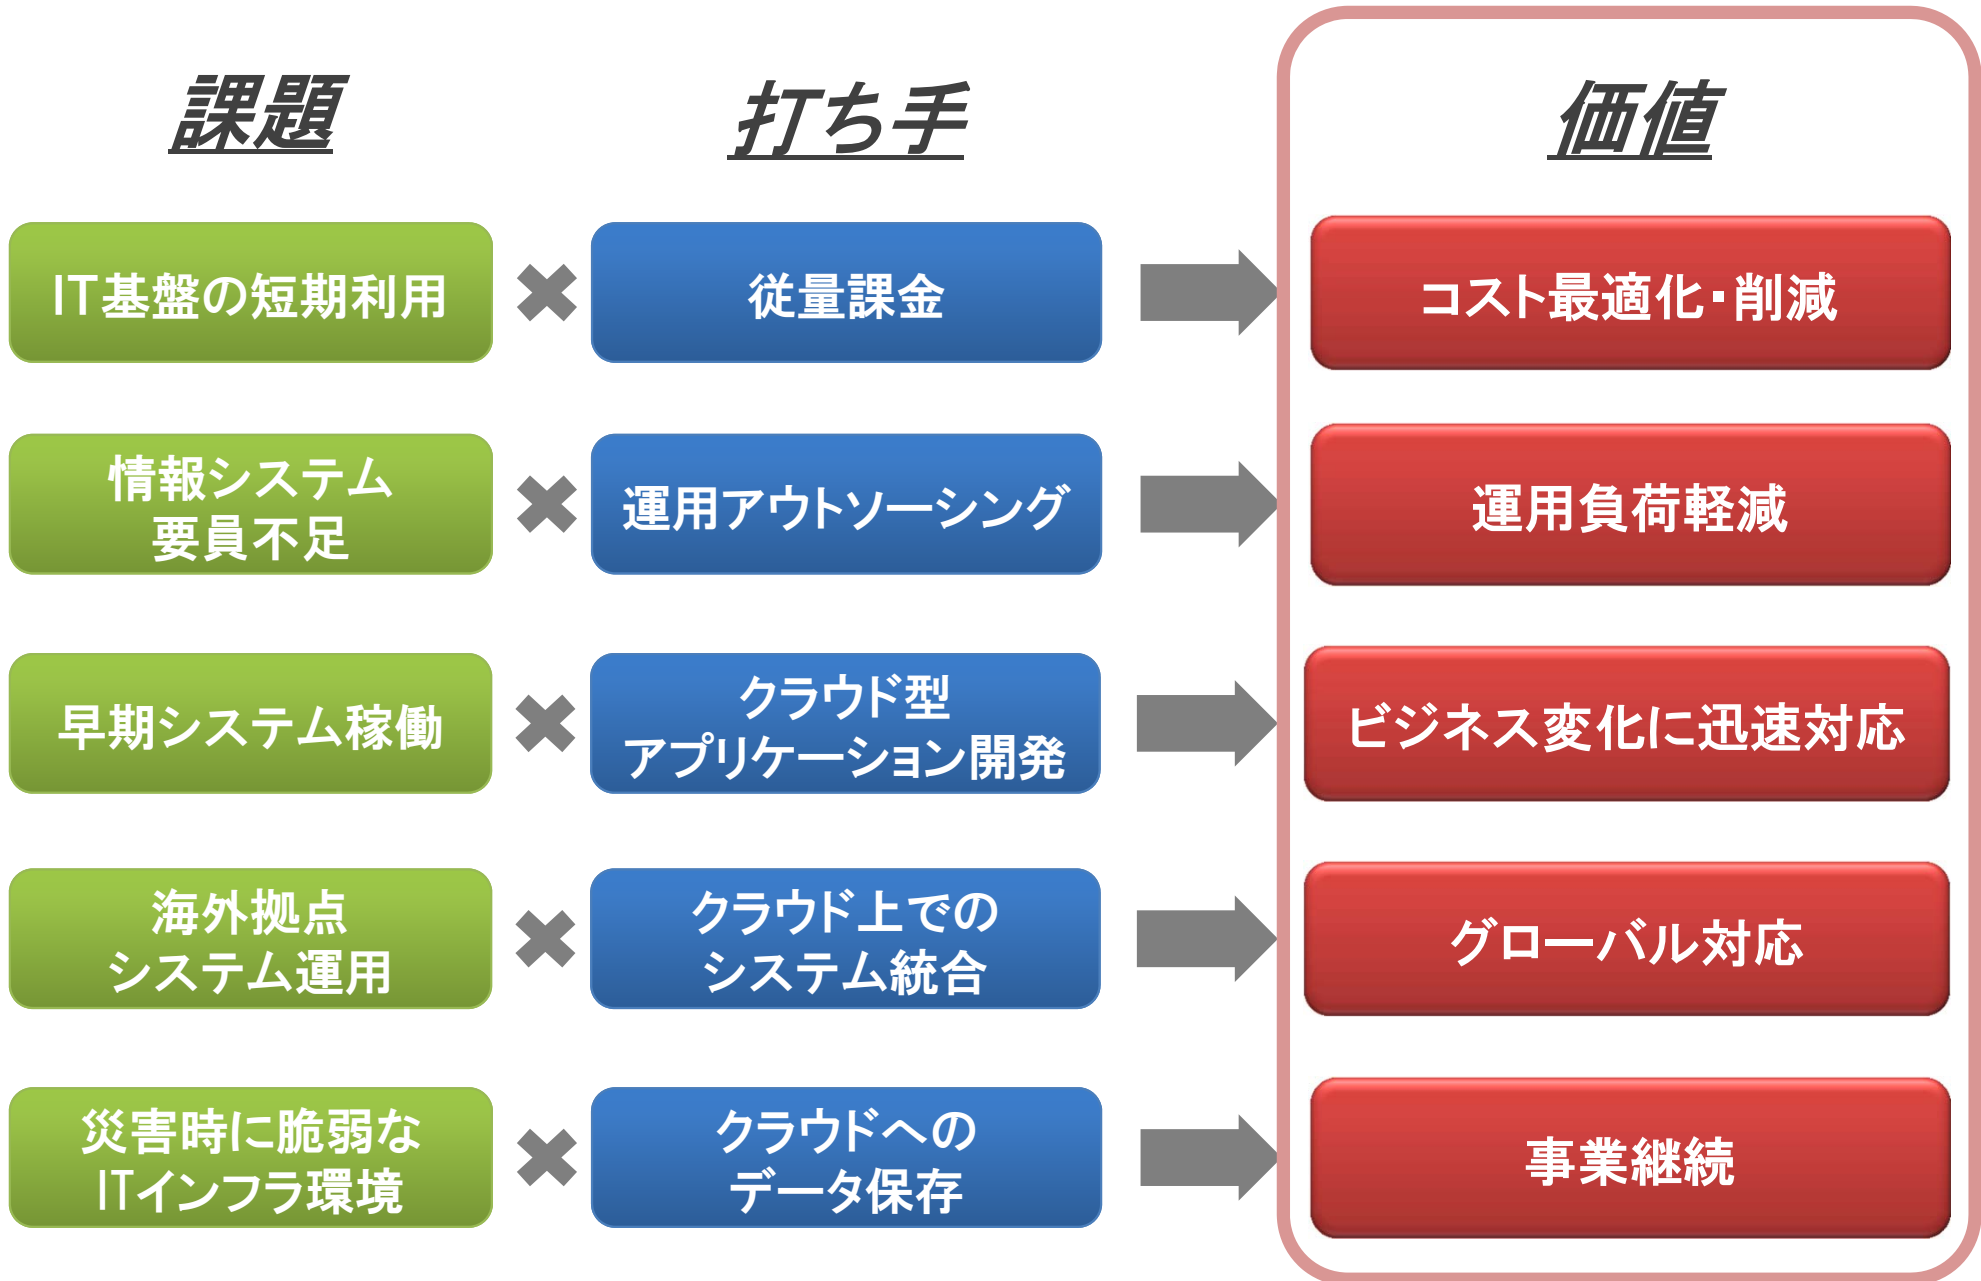 課題
打ち手
価値
IT基盤の短期利用
従量課金
コスト最適化・削減
情報システム
要員不足
運用アウトソーシング
運用負荷軽減
早期システム稼働
クラウド型
アプリケーション開発
ビジネス変化に迅速対応
海外拠点
システム運用
クラウド上での
システム統合
グローバル対応
災害時に脆弱な
ITインフラ環境
クラウドへの
データ保存
事業継続